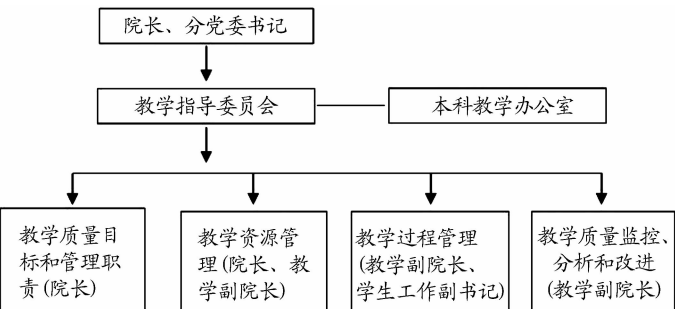 院长、分党委书记
教学指导委员会
本科教学办公室
教学质量目
标和管理职
责(院长)
教学资源管
理(院长、教
学副院长)
教学过程管理
(教学副院长、
学生工作副书记)
教学质量监控、
分析和改进
(教学副院长)